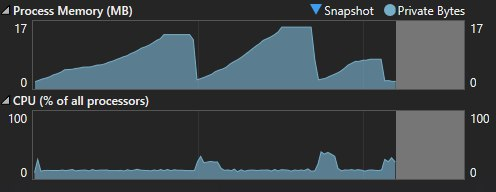 Process Memory (MB)
Snapshot
Private Bytes
17
17
0
0
CPU (% of all processors)
100
100
0
0